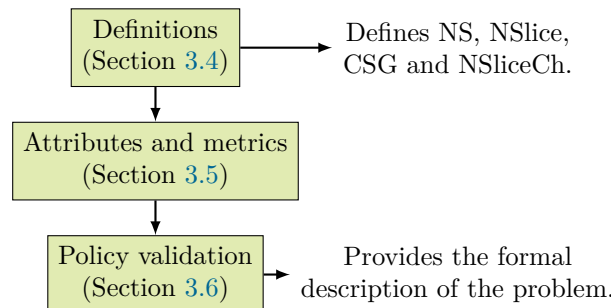 Definitions
(Section 3.4)
Defines NS, NSlice,
CSG and NSliceCh.
Attributes and metrics
(Section 3.5)
Policy validation
(Section 3.6)
Provides the formal
description of the problem.